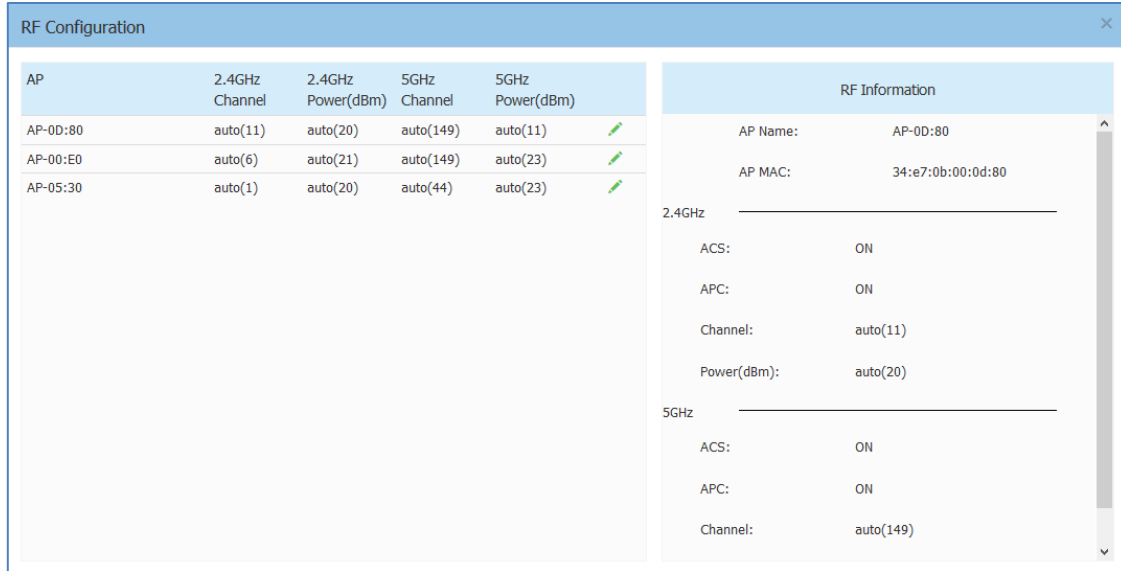 RF Configuration
×
AP 2.4GHz Channel 2.4GHz Power(dBm) 5GHz Channel 5GHz Power(dBm)
AP-0D:80 auto(11) auto(20) auto(149) auto(11)
AP-00:E0 auto(6) auto(21) auto(149) auto(23)
AP-05:30 auto(1) auto(20) auto(44) auto(23)
RF Information
AP Name: AP-0D:80
AP MAC: 34:e7:0b:00:0d:80
2.4GHz
ACS: ON
APC: ON
Channel: auto(11)
Power(dBm): auto(20)
5GHz
ACS: ON
APC: ON
Channel: auto(149)